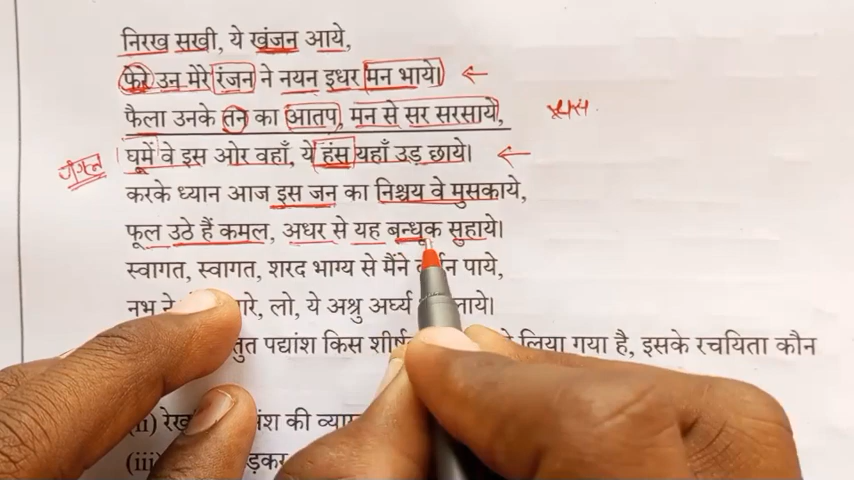 निरख सखी, ये खंजन आये,
फेरे उन मेरे रंजन ने नयन इधर मन भाये।
फैला उनके तन का आतप, मन से सर सरसाये,
घूमें वे इस ओर वहाँ, ये हंस यहाँ उड़ छाये।
करके ध्यान आज इस जन का निश्चय वे मुसकाये,
फूल उठे हैं कमल, अधर से यह बन्धूक सुहाये।
स्वागत, स्वागत, शरद भाग्य से मैंने पाये,
नभ ने लो, ये अश्रु अर्घ्य
पद्यांश किस लिया गया है, इसके रचयिता कौन
(ii) की
(iii)